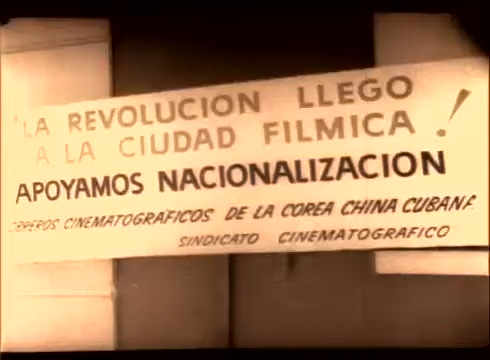 ¡LA REVOLUCION LLEGO
A LA CIUDAD FILMICA!
APOYAMOS NACIONALIZACION
OBREROS CINEMATOGRAFICOS DE LA COREA CHINA CUBANA
SINDICATO CINEMATOGRAFICO